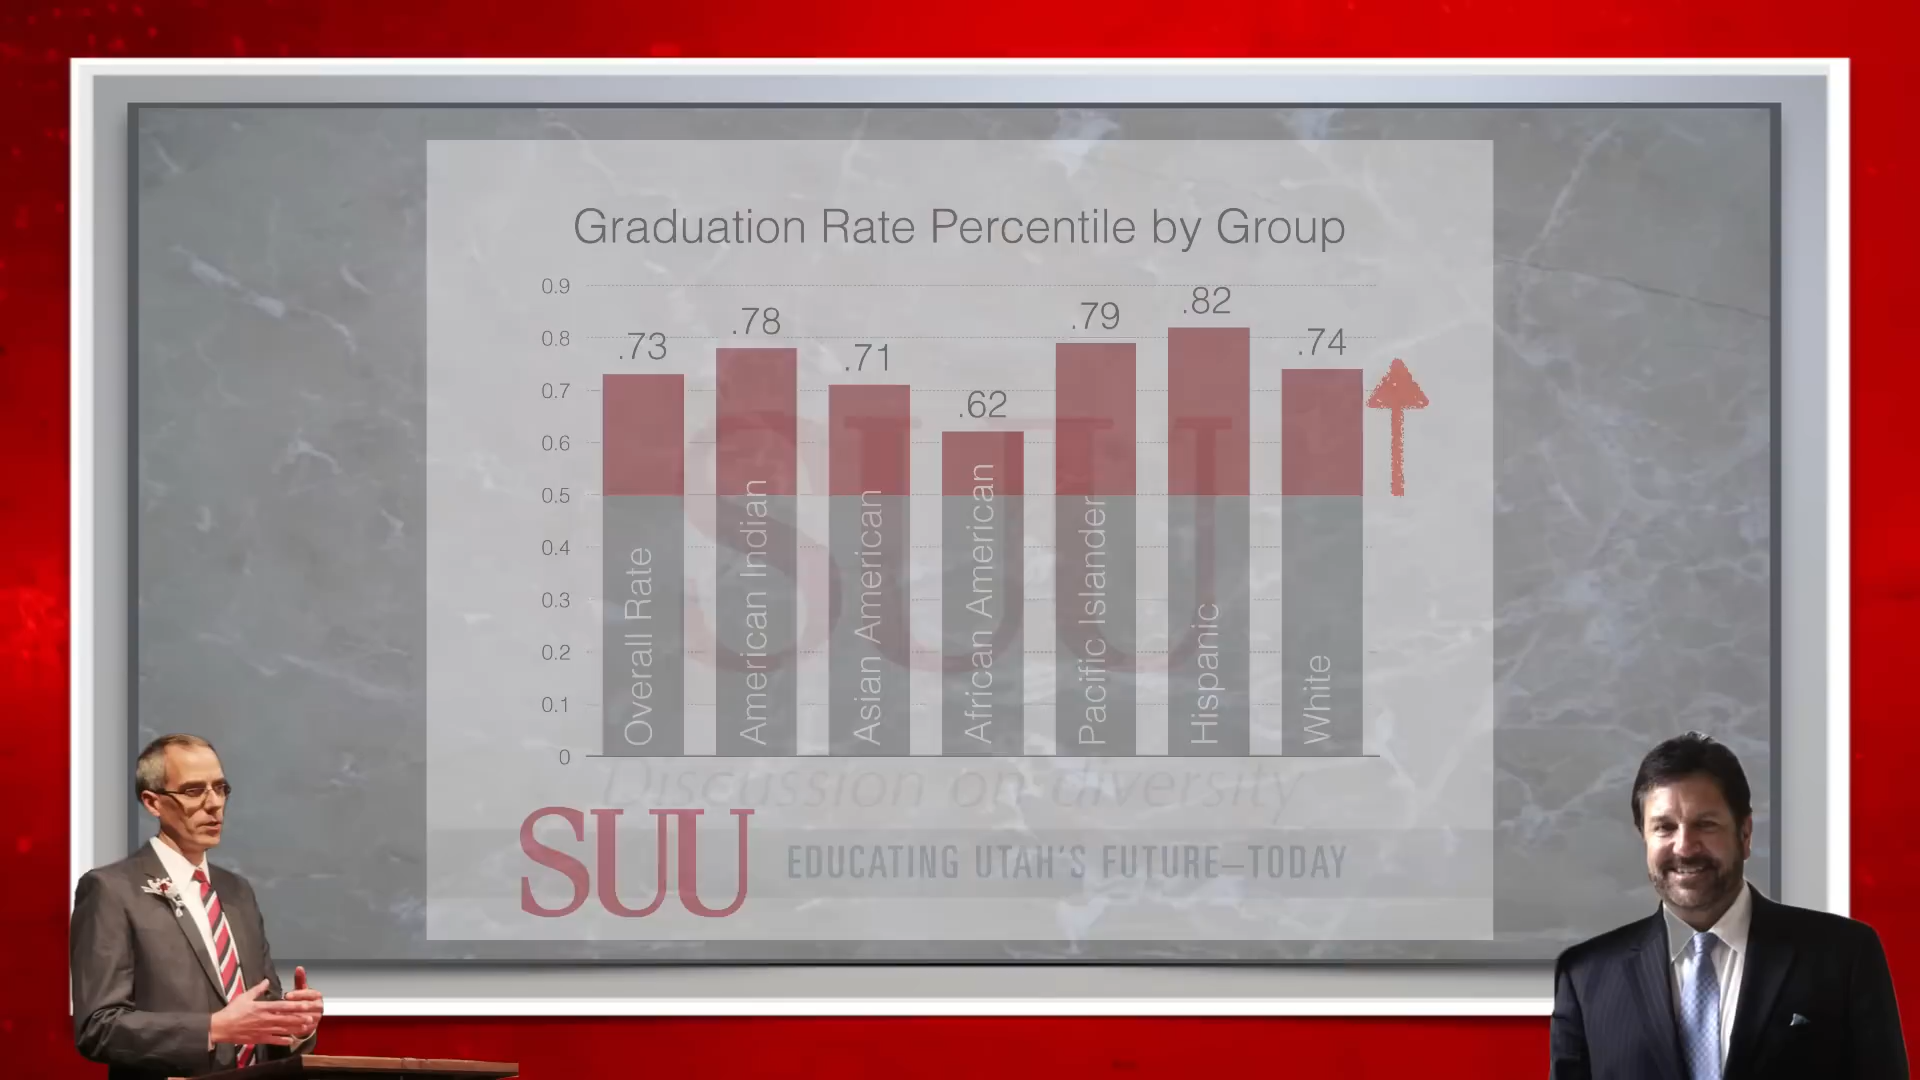 Graduation Rate Percentile by Group
0.9
0.8
0.7
0.6
0.5
0.4
0.3
0.2
0.1
0
.73
.78
.71
.62
.79
.82
.74
Overall Rate
American Indian
Asian American
African American
Pacific Islander
Hispanic
White
SUU
Discussion on diversity
SUU EDUCATING UTAH'S FUTURE—TODAY